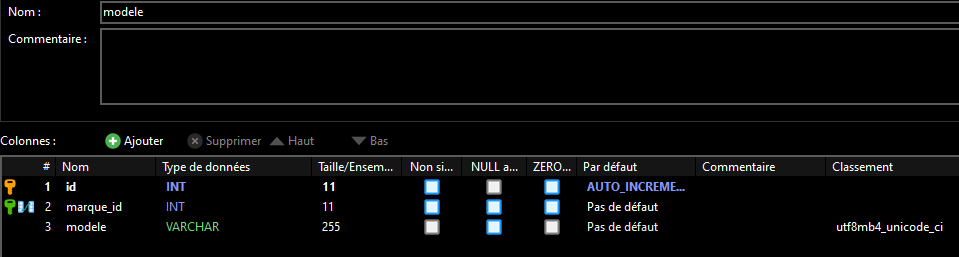 Nom : modele
Commentaire :
Colonnes : Ajouter Supprimer Haut Bas
# Nom Type de données Taille/Ensem... Non si... NULL a... ZERO... Par défaut Commentaire Classement
1 id INT 11 AUTO_INCREME...
2 marque_id INT 11 Pas de défaut
3 modele VARCHAR 255 Pas de défaut utf8mb4_unicode_ci